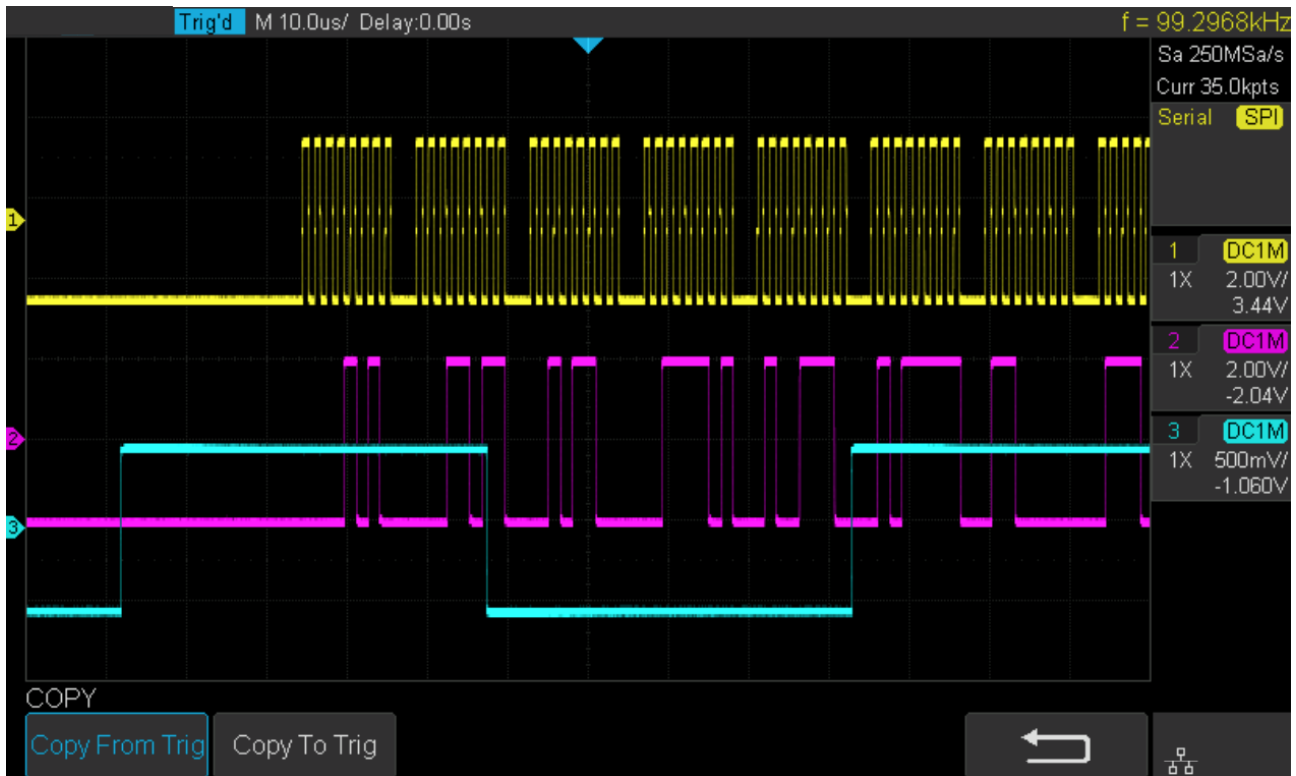 Trig'd M 10.0us/ Delay:0.00s f = 99.2968kHz
Sa 250MSa/s
Curr 35.0kpts
Serial SPI
1 DC1M
1X 2.00V/
3.44V
2 DC1M
1X 2.00V/
-2.04V
3 DC1M
1X 500mV/
-1.060V
1
2
3
COPY
Copy From Trig Copy To Trig